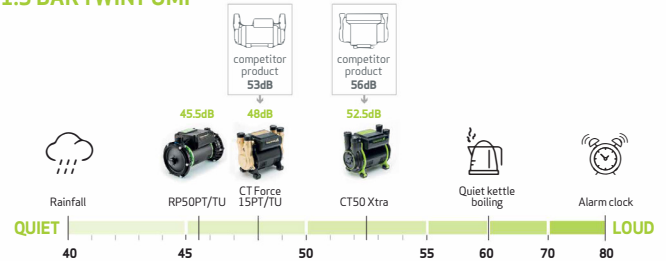 1.5 BAR TWIN PUMP
competitor
product
53dB
competitor
product
56dB
45.5dB
48dB
52.5dB
Rainfall
RP50PT/TU
CT Force
15PT/TU
CT50 Xtra
Quiet kettle
boiling
Alarm clock
QUIET
LOUD
40
45
50
55
60
70
80